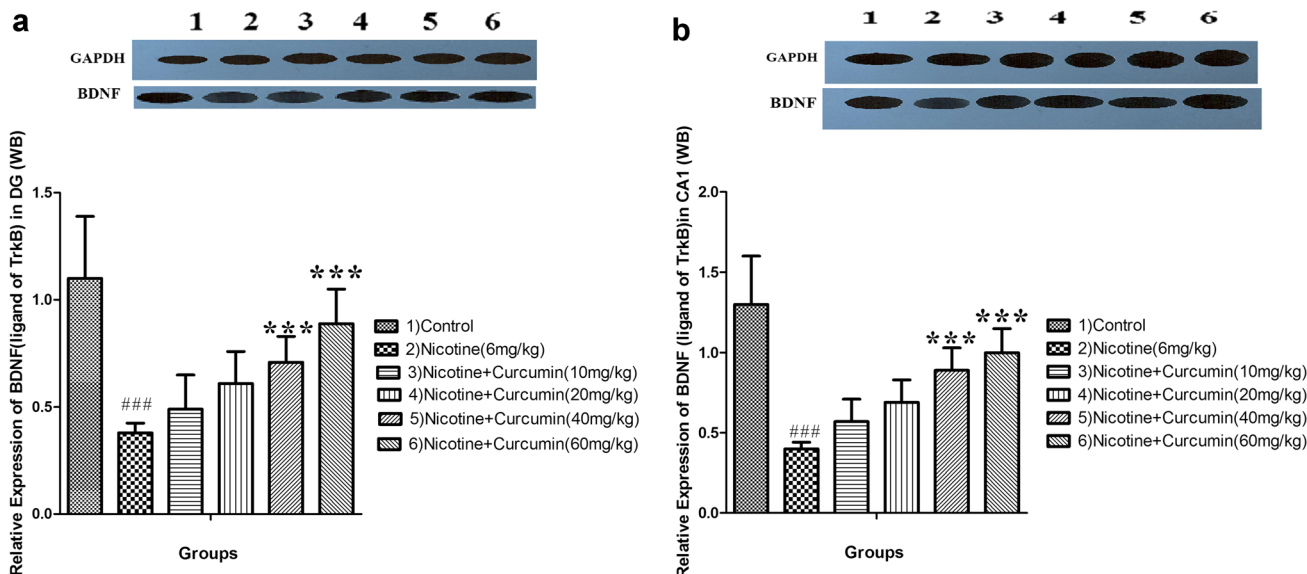 a
1 2 3 4 5 6
GAPDH
BDNF
Relative Expression of BDNF(ligand of TrkB) in DG (WB)
1.5
1.0
0.5
0.0
###
***
***
Groups
1)Control
2)Nicotine(6mg/kg)
3)Nicotine+Curcumin(10mg/kg)
4)Nicotine+Curcumin(20mg/kg)
5)Nicotine+Curcumin(40mg/kg)
6)Nicotine+Curcumin(60mg/kg)
b
1 2 3 4 5 6
GAPDH
BDNF
Relative Expression of BDNF (ligand of TrkB)in CA1 (WB)
2.0
1.5
1.0
0.5
0.0
###
***
***
Groups
1)Control
2)Nicotine(6mg/kg)
3)Nicotine+Curcumin(10mg/kg)
4)Nicotine+Curcumin(20mg/kg)
5)Nicotine+Curcumin(40mg/kg)
6)Nicotine+Curcumin(60mg/kg)